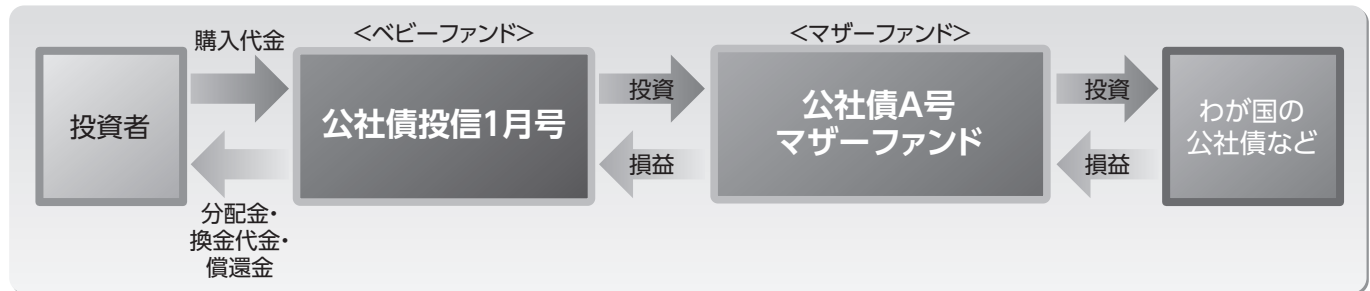 投資者
購入代金
分配金・
換金代金・
償還金
＜ベビーファンド＞
公社債投信1月号
投資
損益
＜マザーファンド＞
公社債A号
マザーファンド
投資
損益
わが国の
公社債など